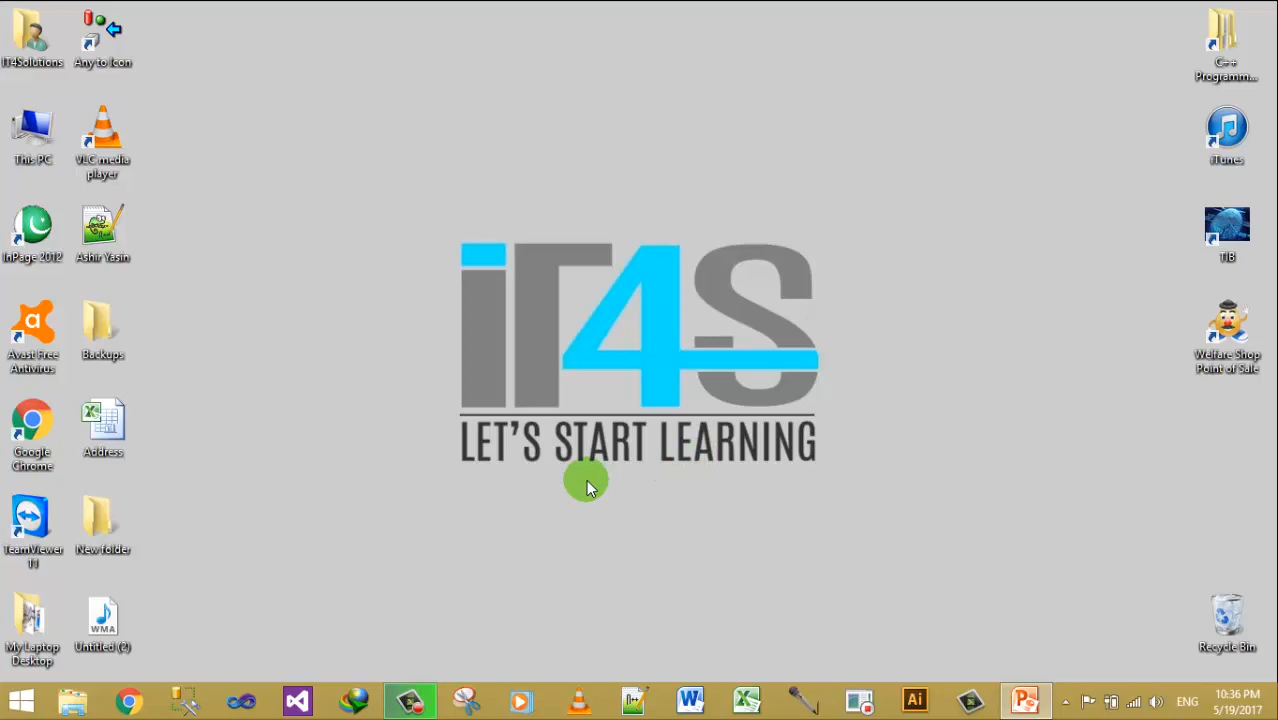 IT4Solutions
Any to Icon
This PC
VLC media
player
InPage 2012
Ashir Yasin
Avast Free
Antivirus
Backups
Google
Chrome
Address
TeamViewer
11
New folder
My Laptop
Desktop
WMA
Untitled (2)
iT4S
LET'S START LEARNING
C++
Programm...
iTunes
TIB
Welfare Shop
Point of Sale
Recycle Bin
Ai
ENG
10:36 PM
5/19/2017